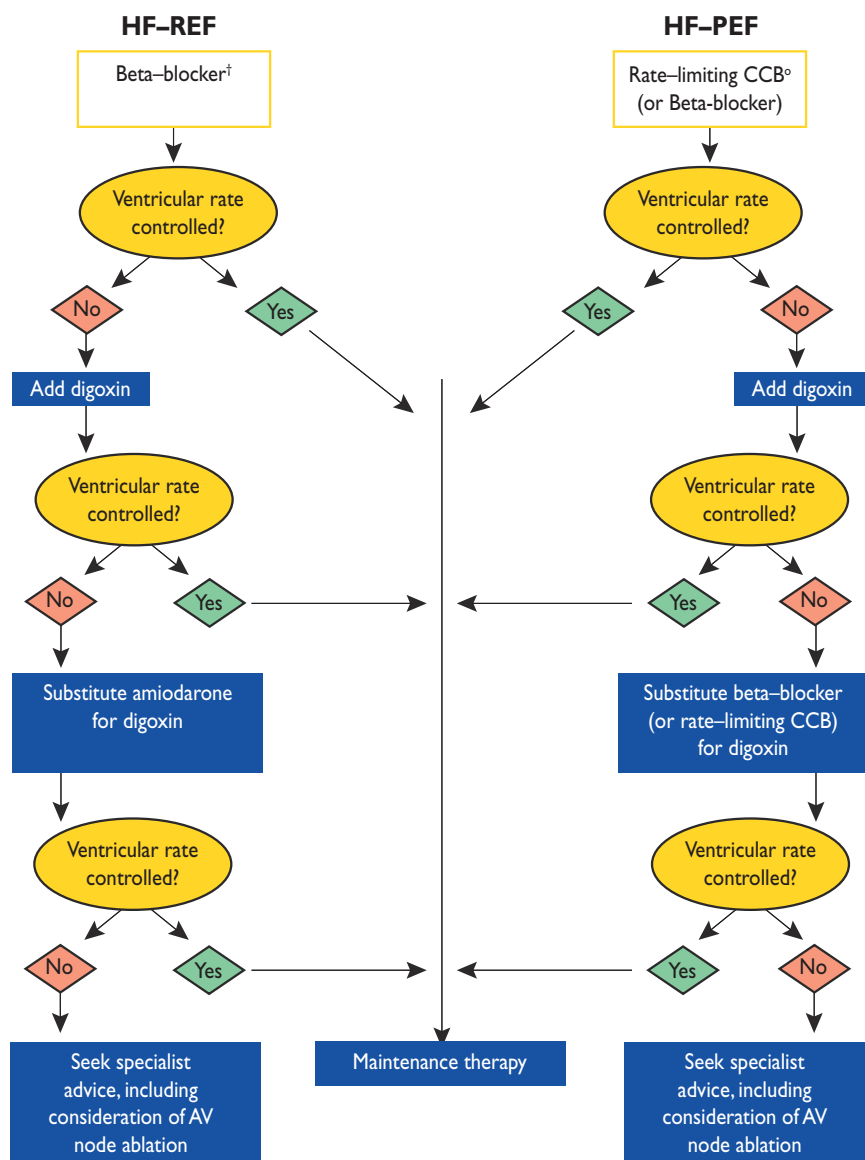 HF–REF
Beta–blocker†
Ventricular rate
controlled?
No
Yes
Add digoxin
Ventricular rate
controlled?
No
Yes
Substitute amiodarone
for digoxin
Ventricular rate
controlled?
No
Yes
Seek specialist
advice, including
consideration of AV
node ablation
Maintenance therapy
HF–PEF
Rate–limiting CCBᵒ
(or Beta-blocker)
Ventricular rate
controlled?
Yes
No
Add digoxin
Ventricular rate
controlled?
Yes
No
Substitute beta–blocker
(or rate–limiting CCB)
for digoxin
Ventricular rate
controlled?
Yes
No
Seek specialist
advice, including
consideration of AV
node ablation